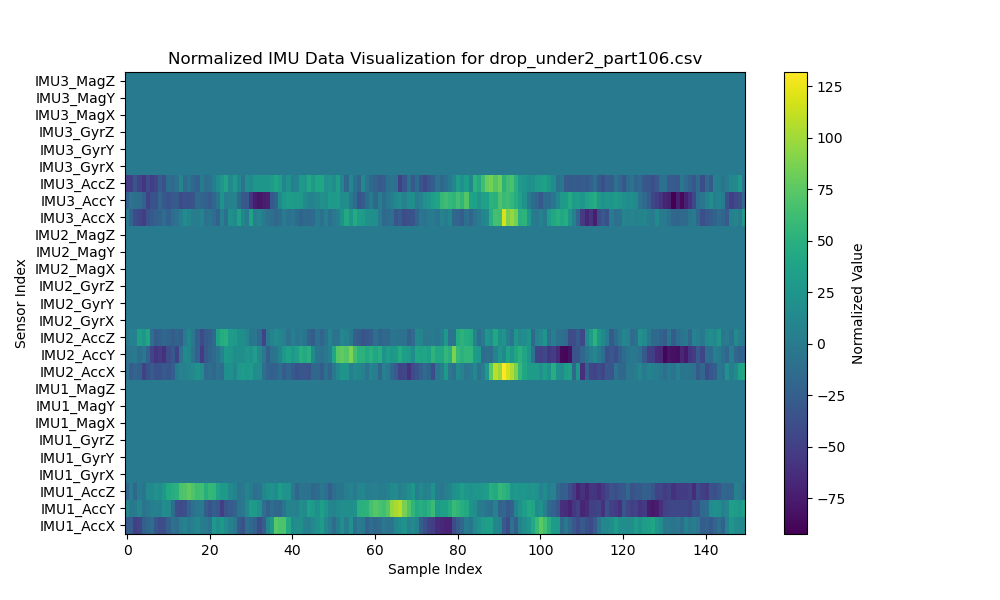 Normalized IMU Data Visualization for drop_under2_part106.csv
IMU3_MagZ
IMU3_MagY
IMU3_MagX
IMU3_GyrZ
IMU3_GyrY
IMU3_GyrX
IMU3_AccZ
IMU3_AccY
IMU3_AccX
IMU2_MagZ
IMU2_MagY
IMU2_MagX
IMU2_GyrZ
IMU2_GyrY
IMU2_GyrX
IMU2_AccZ
IMU2_AccY
IMU2_AccX
IMU1_MagZ
IMU1_MagY
IMU1_MagX
IMU1_GyrZ
IMU1_GyrY
IMU1_GyrX
IMU1_AccZ
IMU1_AccY
IMU1_AccX
Sensor Index
0 20 40 60 80 100 120 140
Sample Index
125
100
75
50
25
0
−25
−50
−75
Normalized Value